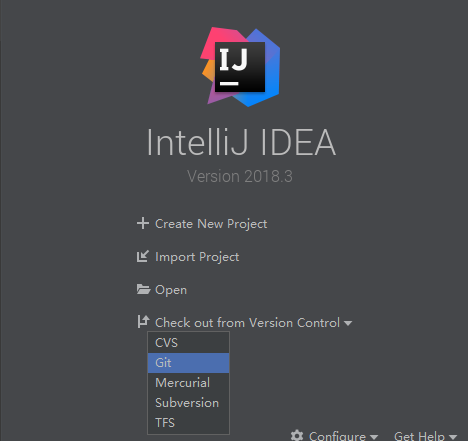 IJ
IntelliJ IDEA
Version 2018.3
Create New Project
Import Project
Open
Check out from Version Control
CVS
Git
Mercurial
Subversion
TFS
Configure Get Help